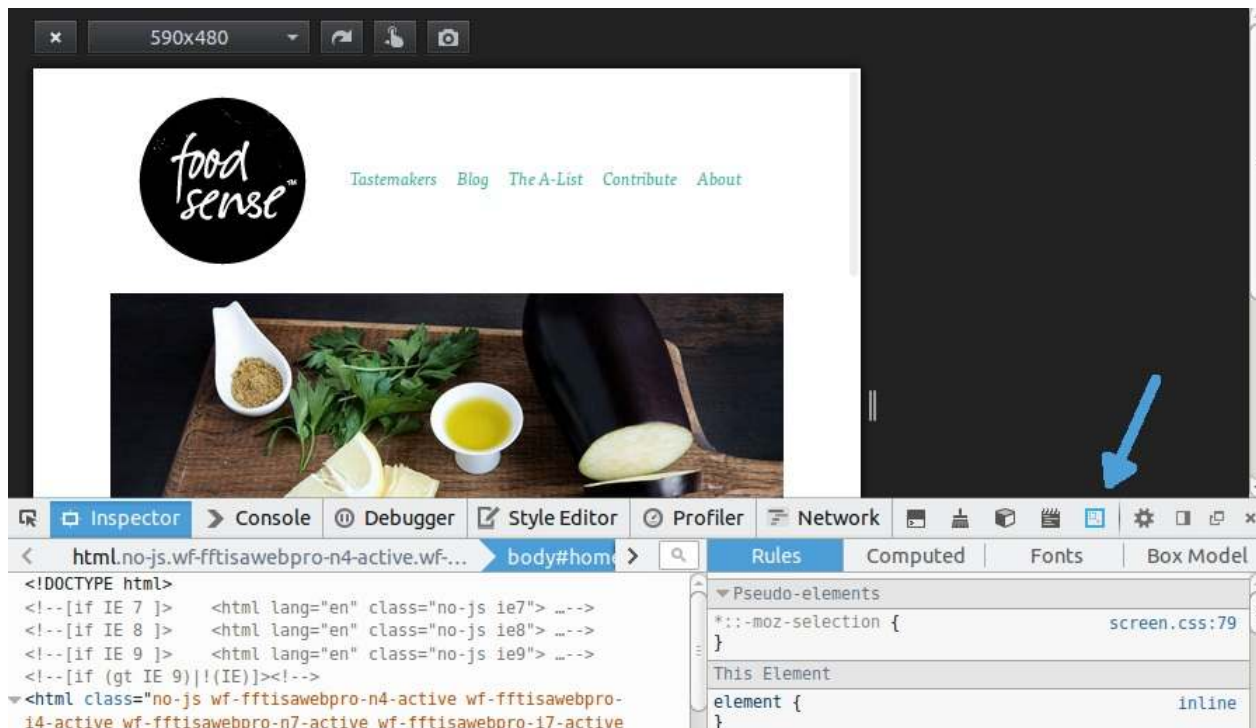 590x480
food
sense™
Tastemakers Blog The A-List Contribute About
Inspector Console Debugger Style Editor Profiler Network
html.no-js.wf-fftisawebpro-n4-active.wf-... body#home
Rules Computed Fonts Box Model
<!DOCTYPE html>
<!--[if IE 7 ]> <html lang="en" class="no-js ie7"> …-->
<!--[if IE 8 ]> <html lang="en" class="no-js ie8"> …-->
<!--[if IE 9 ]> <html lang="en" class="no-js ie9"> …-->
<!--[if (gt IE 9)|!(IE)]><!-->
<html class="no-js wf-fftisawebpro-n4-active wf-fftisawebpro-
i4-active wf-fftisawebpro-n7-active wf-fftisawebpro-i7-active
Pseudo-elements
*::-moz-selection { screen.css:79
}
This Element
element { inline
}